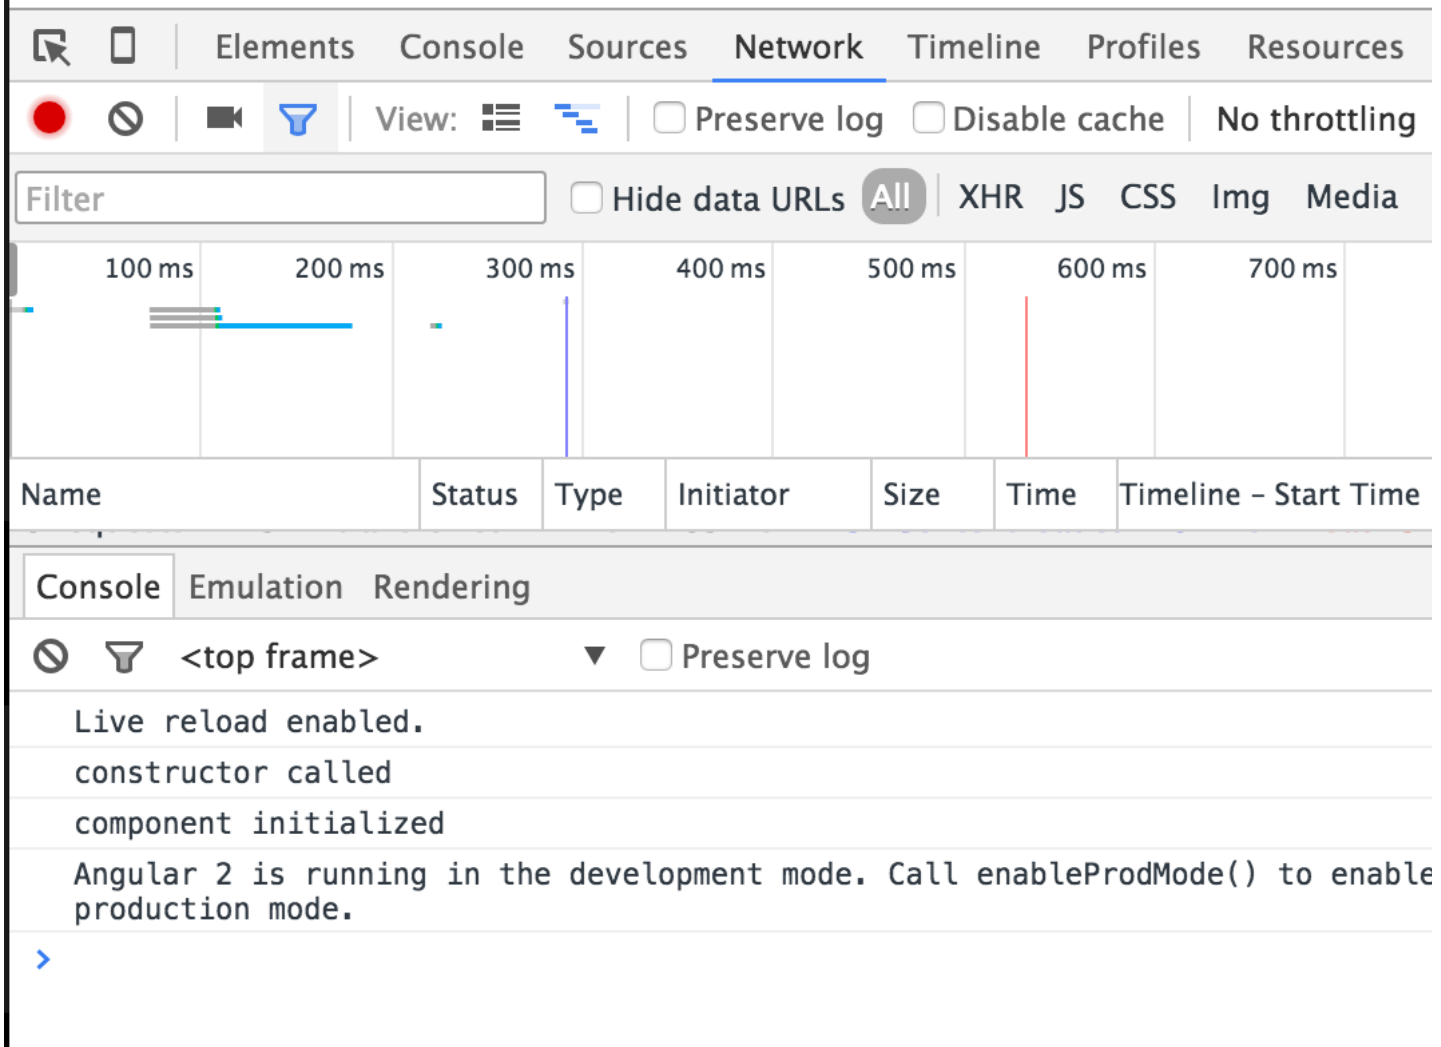 Elements Console Sources Network Timeline Profiles Resources
View: Preserve log Disable cache No throttling
Filter Hide data URLs All XHR JS CSS Img Media
100 ms 200 ms 300 ms 400 ms 500 ms 600 ms 700 ms
Name Status Type Initiator Size Time Timeline – Start Time
Console Emulation Rendering
<top frame> ▼ Preserve log
Live reload enabled.
constructor called
component initialized
Angular 2 is running in the development mode. Call enableProdMode() to enable
production mode.
>